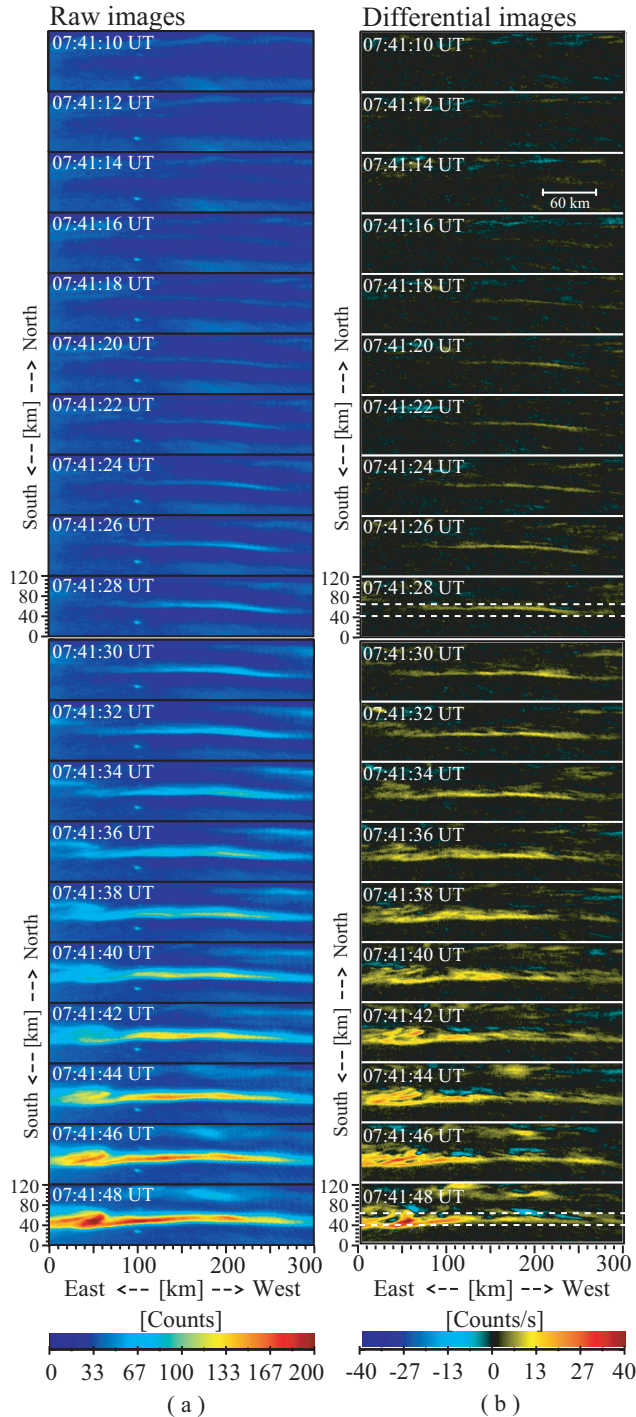 Raw images
Differential images
07:41:10 UT
07:41:10 UT
07:41:12 UT
07:41:12 UT
07:41:14 UT
07:41:14 UT
60 km
07:41:16 UT
07:41:16 UT
07:41:18 UT
07:41:18 UT
07:41:20 UT
07:41:20 UT
07:41:22 UT
07:41:22 UT
07:41:24 UT
07:41:24 UT
07:41:26 UT
07:41:26 UT
07:41:28 UT
07:41:28 UT
South <--- [km] ---> North
South <--- [km] ---> North
120
80
40
0
120
80
40
0
07:41:30 UT
07:41:30 UT
07:41:32 UT
07:41:32 UT
07:41:34 UT
07:41:34 UT
07:41:36 UT
07:41:36 UT
07:41:38 UT
07:41:38 UT
07:41:40 UT
07:41:40 UT
07:41:42 UT
07:41:42 UT
07:41:44 UT
07:41:44 UT
07:41:46 UT
07:41:46 UT
07:41:48 UT
07:41:48 UT
South <--- [km] ---> North
South <--- [km] ---> North
120
80
40
0
120
80
40
0
0 100 200 300
0 100 200 300
East <--- [km] ---> West
East <--- [km] ---> West
[Counts]
[Counts/s]
0 33 67 100 133 167 200
-40 -27 -13 0 13 27 40
( a )
( b )